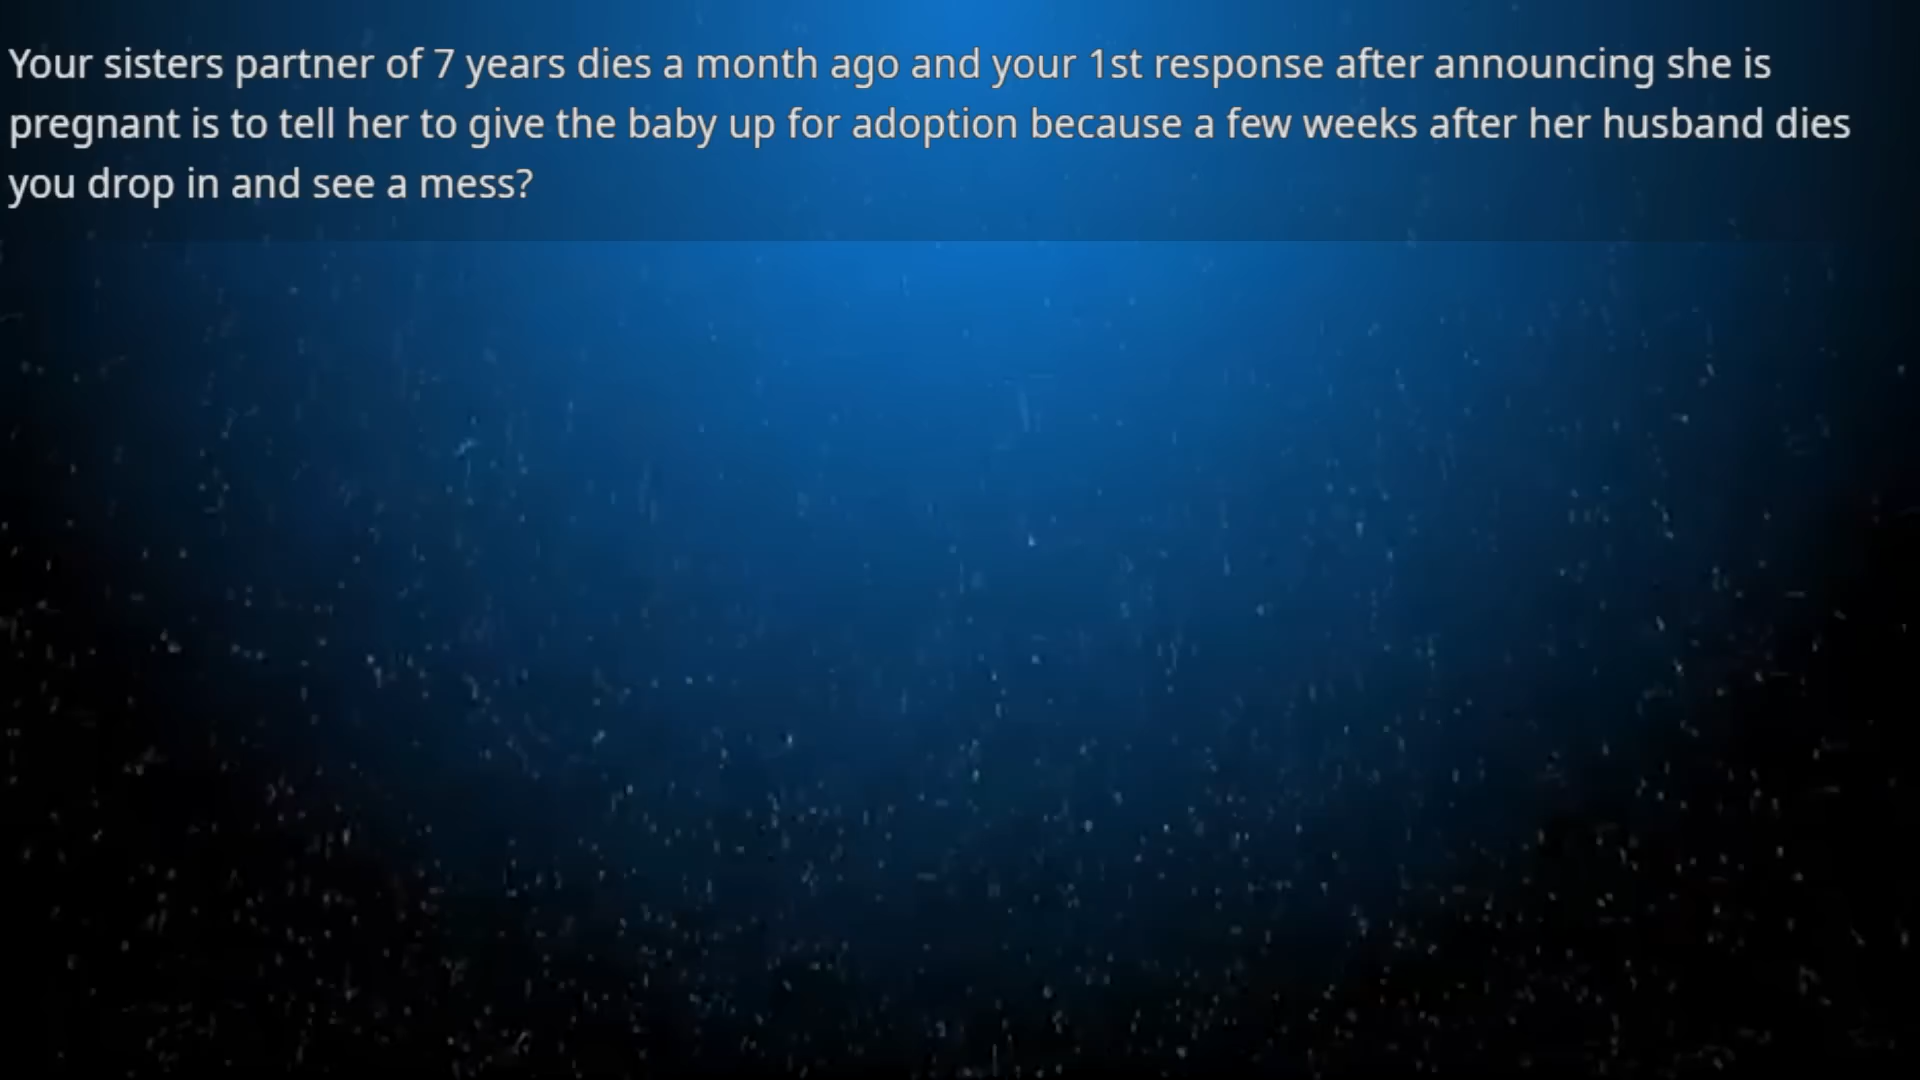 Your sisters partner of 7 years dies a month ago and your 1st response after announcing she is
pregnant is to tell her to give the baby up for adoption because a few weeks after her husband dies
you drop in and see a mess?